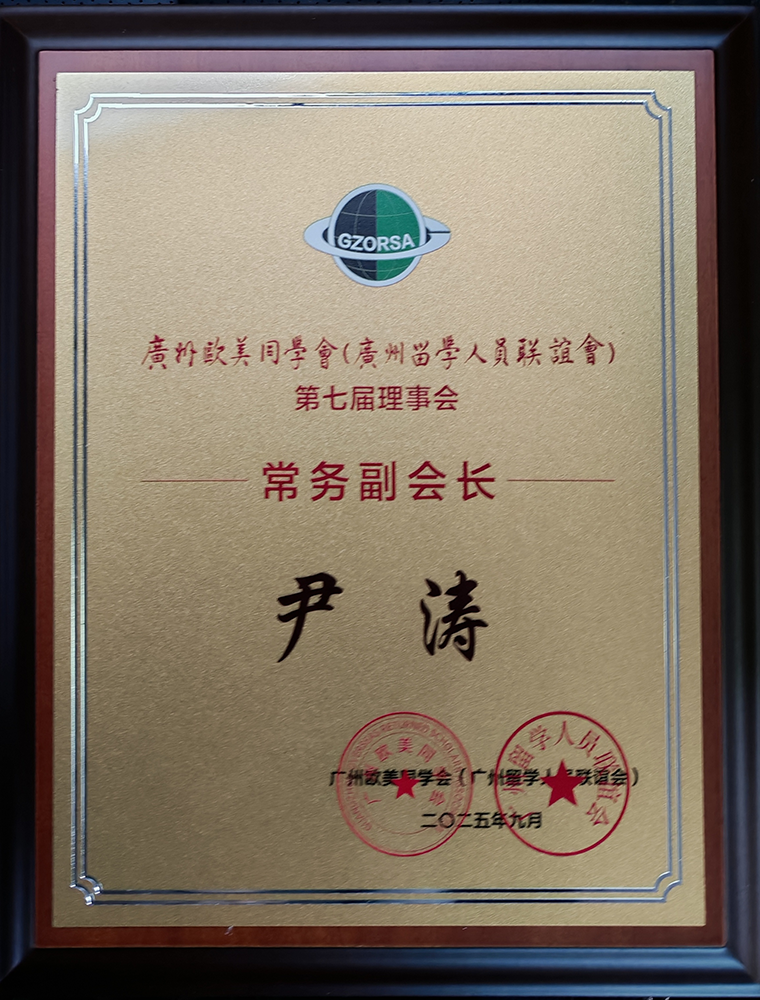 GZORSA
廣州欧美同學會(廣州留學人員联誼會)
第七届理事会
常务副会长
尹涛
广州欧美同学会(广州留学人员联谊会)
二〇二五年九月